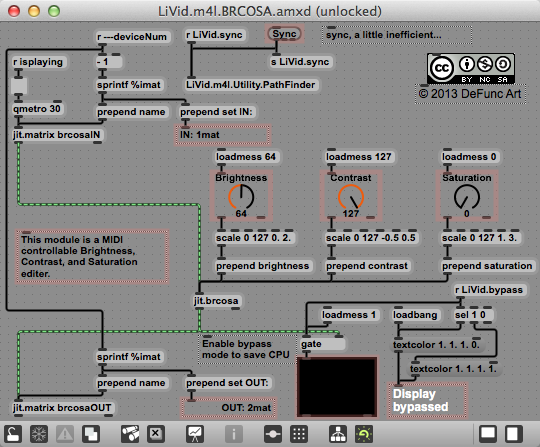 LiVid.m4l.BRCOSA.amxd (unlocked)
r ---deviceNum
r LiVid.sync
Sync
sync, a little inefficient...
r isplaying
- 1
s LiVid.sync
sprintf %imat
LiVid.m4l.Utility.PathFinder
cc
BY NC SA
© 2013 DeFunc Art
qmetro 30
prepend name
prepend set IN:
jit.matrix brcosaIN
IN: 1mat
loadmess 64
loadmess 127
loadmess 0
Brightness
Contrast
Saturation
64
127
0
This module is a MIDI
controllable Brightness,
Contrast, and Saturation
editer.
scale 0 127 0. 2.
scale 0 127 -0.5 0.5
scale 0 127 1. 3.
prepend brightness
prepend contrast
prepend saturation
r LiVid.bypass
jit.brcosa
loadmess 1
loadbang
sel 1 0
Enable bypass
mode to save CPU
gate
textcolor 1. 1. 1. 0.
sprintf %imat
textcolor 1. 1. 1. 1.
prepend name
prepend set OUT:
Display
bypassed
jit.matrix brcosaOUT
OUT: 2mat